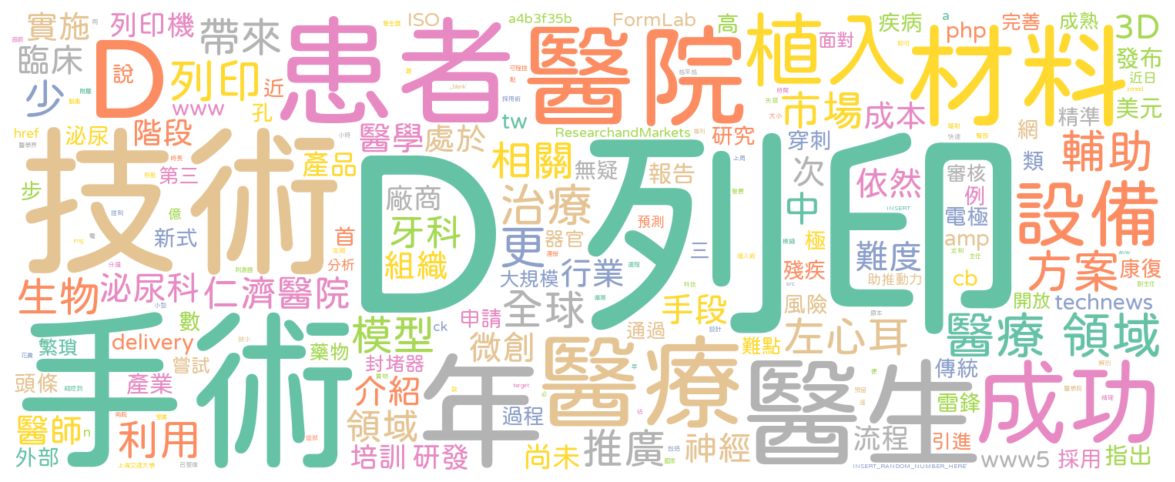 實施
列印機
ISO
a4b3f35b
FormLab
高
疾病
完善
成熟
3D
臨床
帶來
D
說
患者
醫院
植入
面對
php
材料
發布
近日
少
列印
近
www
孔
tw
市場
成本
精準
美元
href
泌尿
階段
醫學
處於
ResearchandMarkets
研究
穿刺
網
技術
產品
第三
相關
無疑
報告
次
依然
審核
類
輔助
步
廠商
D列印
例
設備
億
新式
首
牙科
治療
預測
中
電極
分析
組織
更
器官
三
極
難度
amp
大規模
行業
殘疾
助推動力
cb
方案
康復
生物
泌尿科
仁濟醫院
全球
手段
風險
開放
technews
數
模型
ck
申請
通過
左心耳
醫療 領域
繁瑣
delivery
藥物
手術
封堵器
微創
醫療
難點
傳統
頭條
嘗試
產業
介紹
年
醫生
雷鋒
成功
醫師
n
利用
領域
過程
推廣
神經
流程
引進
外部
培訓
研發
尚未
www5
採用
指出
上海交通大學
INSERT_RANDOM_NUMBER_HERE
INSERT
target